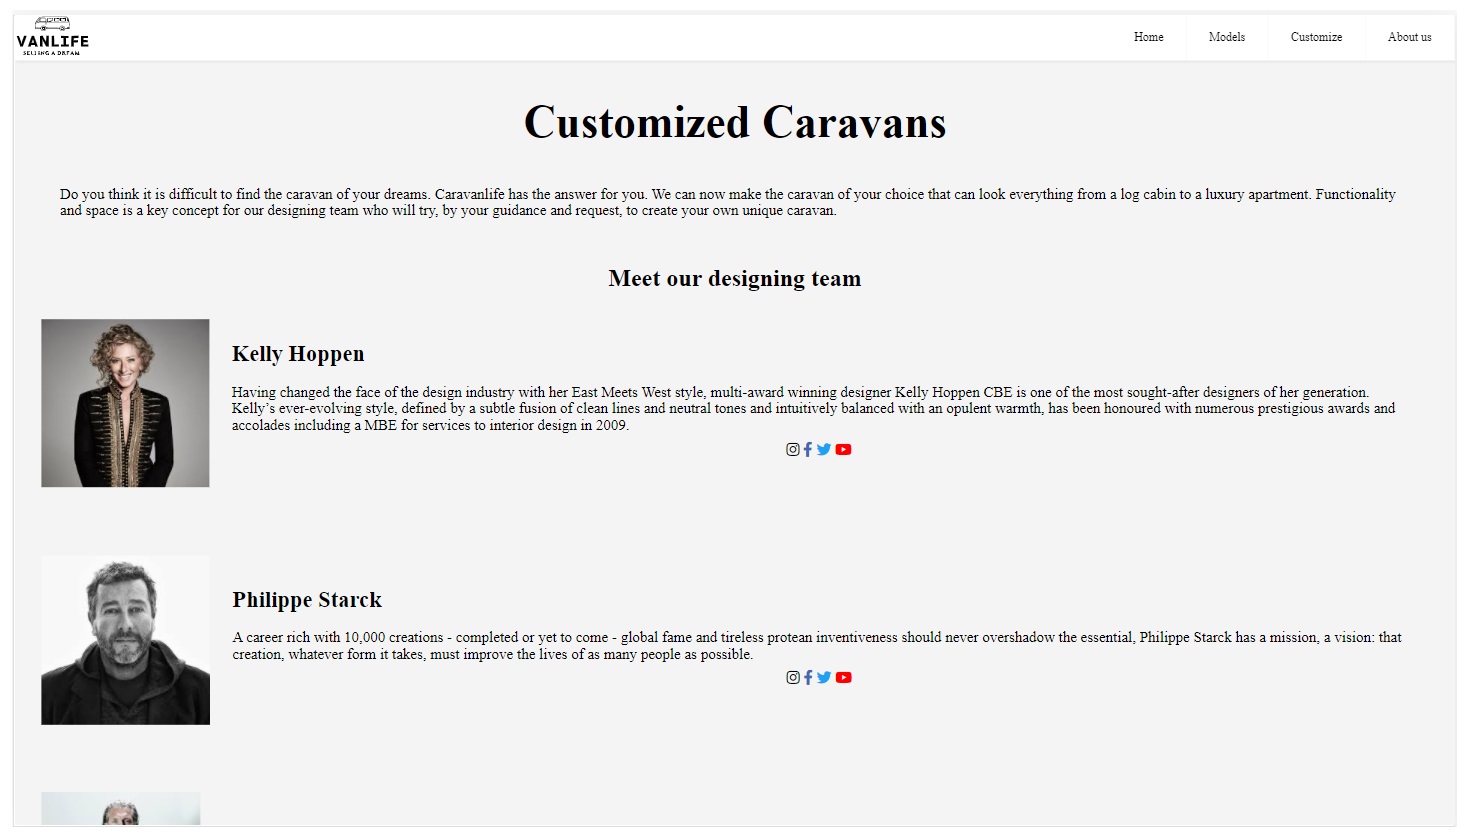 VANLIFE
SELLING A DREAM
Home
Models
Customize
About us
Customized Caravans
Do you think it is difficult to find the caravan of your dreams. Caravanlife has the answer for you. We can now make the caravan of your choice that can look everything from a log cabin to a luxury apartment. Functionality
and space is a key concept for our designing team who will try, by your guidance and request, to create your own unique caravan.
Meet our designing team
Kelly Hoppen
Having changed the face of the design industry with her East Meets West style, multi-award winning designer Kelly Hoppen CBE is one of the most sought-after designers of her generation.
Kelly’s ever-evolving style, defined by a subtle fusion of clean lines and neutral tones and intuitively balanced with an opulent warmth, has been honoured with numerous prestigious awards and
accolades including a MBE for services to interior design in 2009.
Philippe Starck
A career rich with 10,000 creations - completed or yet to come - global fame and tireless protean inventiveness should never overshadow the essential, Philippe Starck has a mission, a vision: that
creation, whatever form it takes, must improve the lives of as many people as possible.